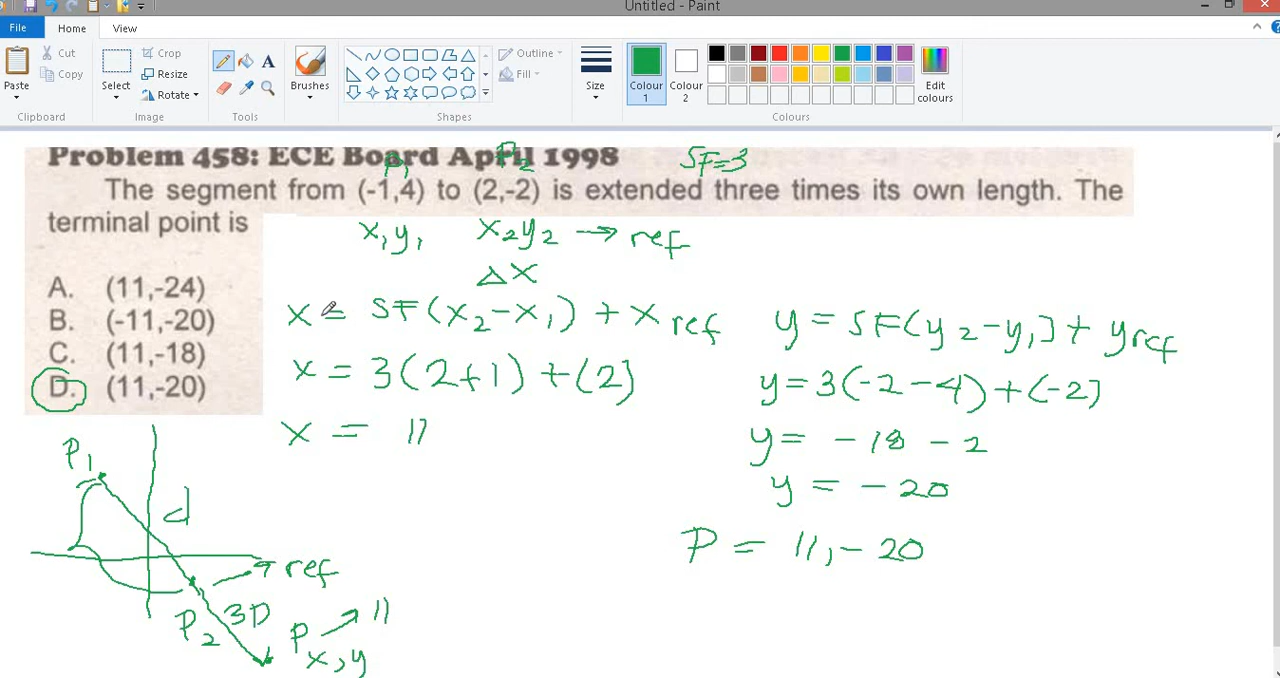 Untitled - Paint
File Home View
Paste
Cut
Copy
Clipboard
Select
Crop
Resize
Rotate
Image
A
Tools
Brushes
Shapes
Outline
Fill
Size
Colour 1
Colour 2
Edit colours
Colours
Problem 458: ECE Board April 1998
P1 P2 SF=3
The segment from (-1,4) to (2,-2) is extended three times its own length. The
terminal point is
x1y1 x2y2 → ref
Δx
A. (11,-24)
B. (-11,-20)
C. (11,-18)
D. (11,-20)
x = SF(x2-x1) + x ref
x = 3(2+1) + (2)
x = 11
y = SF(y2-y1) + y ref
y = 3(-2-4) + (-2)
y = -18 - 2
y = -20
P = 11, -20
P1
d
ref
P2
3D
P x,y
11